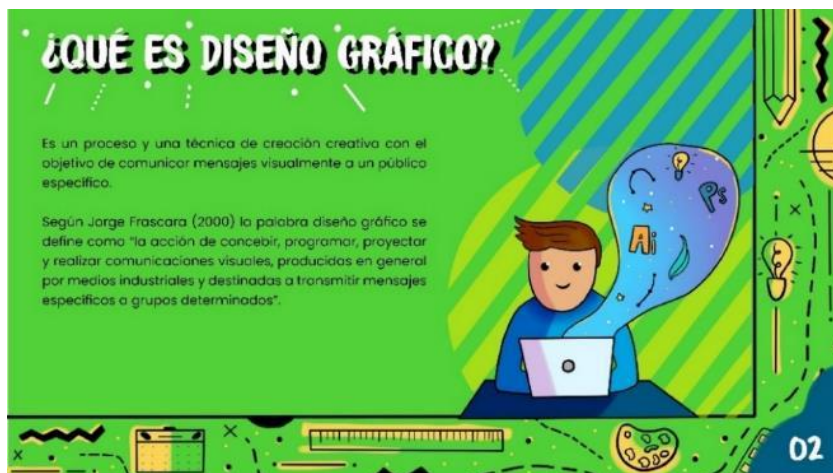 ¿QUÉ ES DISEÑO GRÁFICO?
Es un proceso y una técnica de creación creativa con el
objetivo de comunicar mensajes visualmente a un público
específico.
Según Jorge Frascara (2000) la palabra diseño gráfico se
define como "la acción de concebir, programar, proyectar
y realizar comunicaciones visuales, producidas en general
por medios industriales y destinadas a transmitir mensajes
específicos a grupos determinados".
Ps
Ai
02